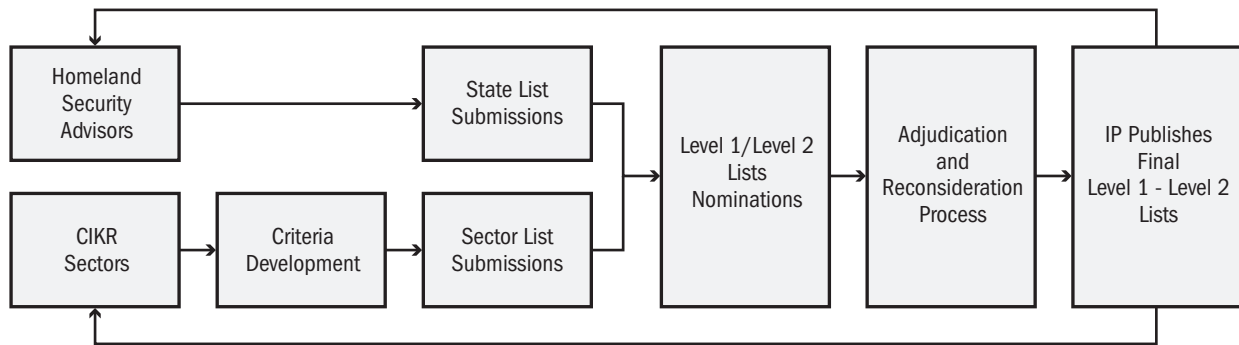 Homeland
Security
Advisors
State List
Submissions
CIKR
Sectors
Criteria
Development
Sector List
Submissions
Level 1/Level 2
Lists
Nominations
Adjudication
and
Reconsideration
Process
IP Publishes
Final
Level 1 - Level 2
Lists